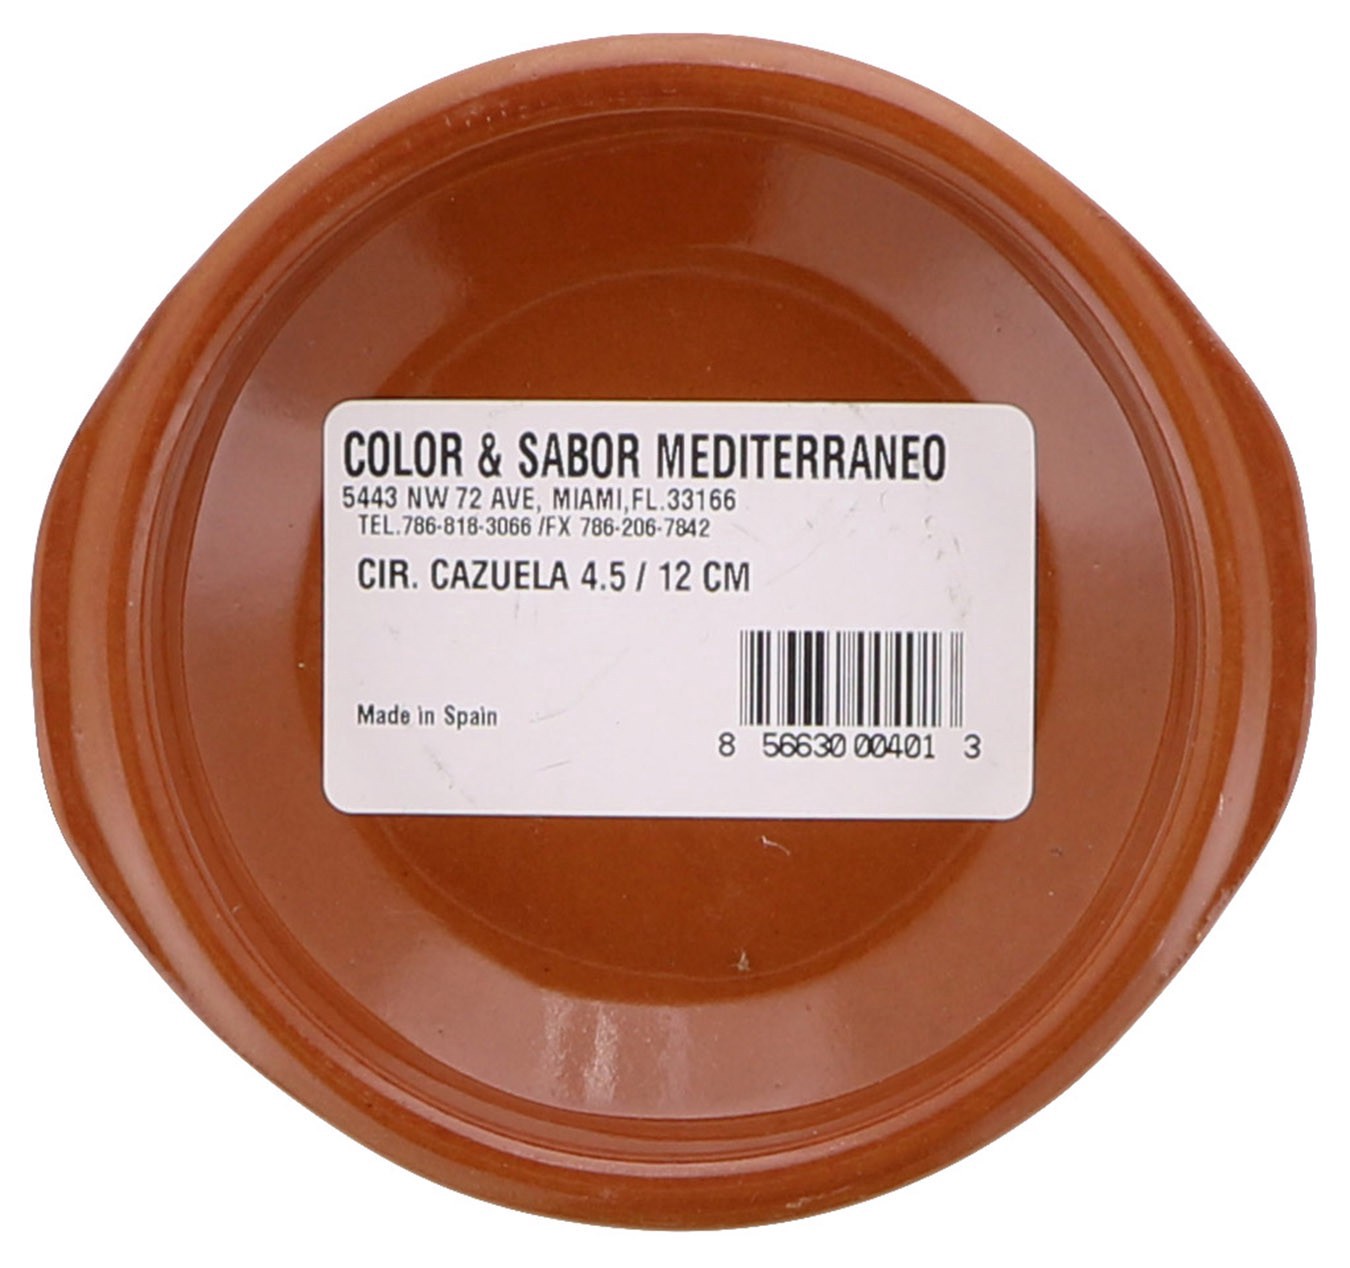 COLOR & SABOR MEDITERRANEO
5443 NW 72 AVE, MIAMI,FL.33166
TEL.786-818-3066 /FX 786-206-7842
CIR. CAZUELA 4.5 / 12 CM
Made in Spain
8 56630 00401 3